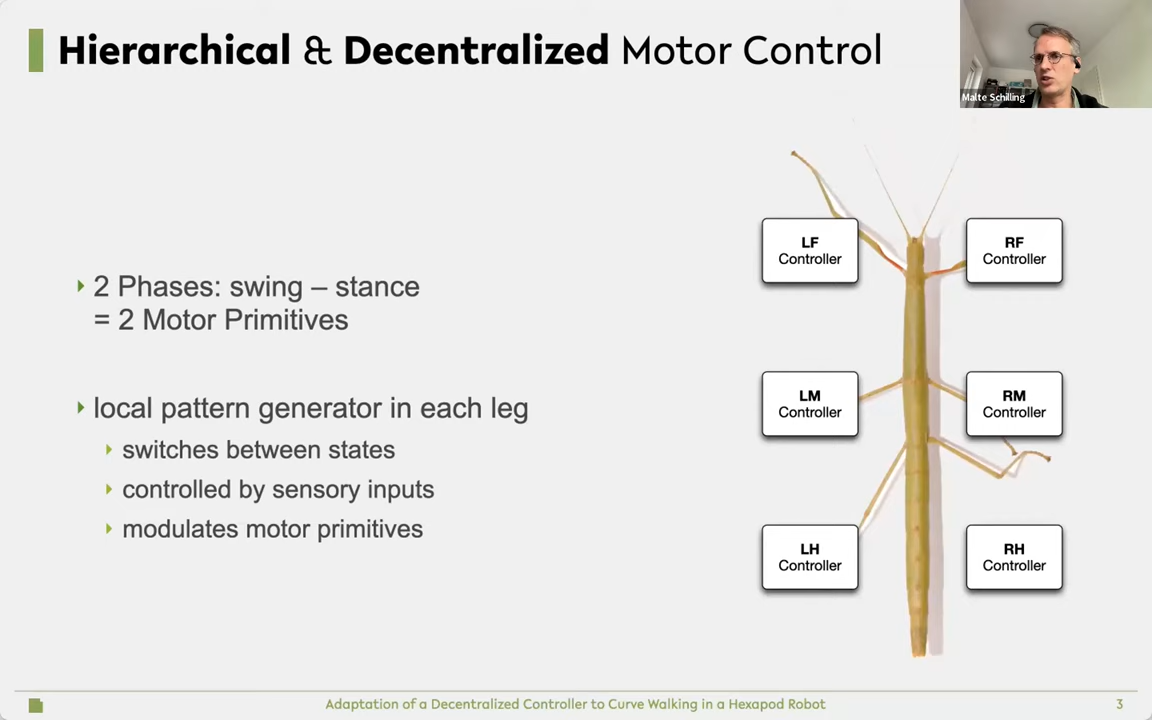 Hierarchical & Decentralized Motor Control
Malte Schilling
2 Phases: swing – stance
= 2 Motor Primitives
local pattern generator in each leg
switches between states
controlled by sensory inputs
modulates motor primitives
LF
Controller
RF
Controller
LM
Controller
RM
Controller
LH
Controller
RH
Controller
Adaptation of a Decentralized Controller to Curve Walking in a Hexapod Robot
3